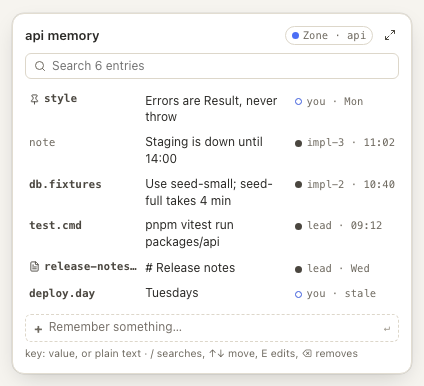 api memory Zone · api
Search 6 entries
style Errors are Result, never you · Mon
throw
note Staging is down until impl-3 · 11:02
14:00
db.fixtures Use seed-small; seed- impl-2 · 10:40
full takes 4 min
test.cmd pnpm vitest run lead · 09:12
packages/api
release-notes… # Release notes lead · Wed
deploy.day Tuesdays you · stale
+ Remember something… ↵
key: value, or plain text · / searches, ↑↓ move, E edits, ⌫ removes